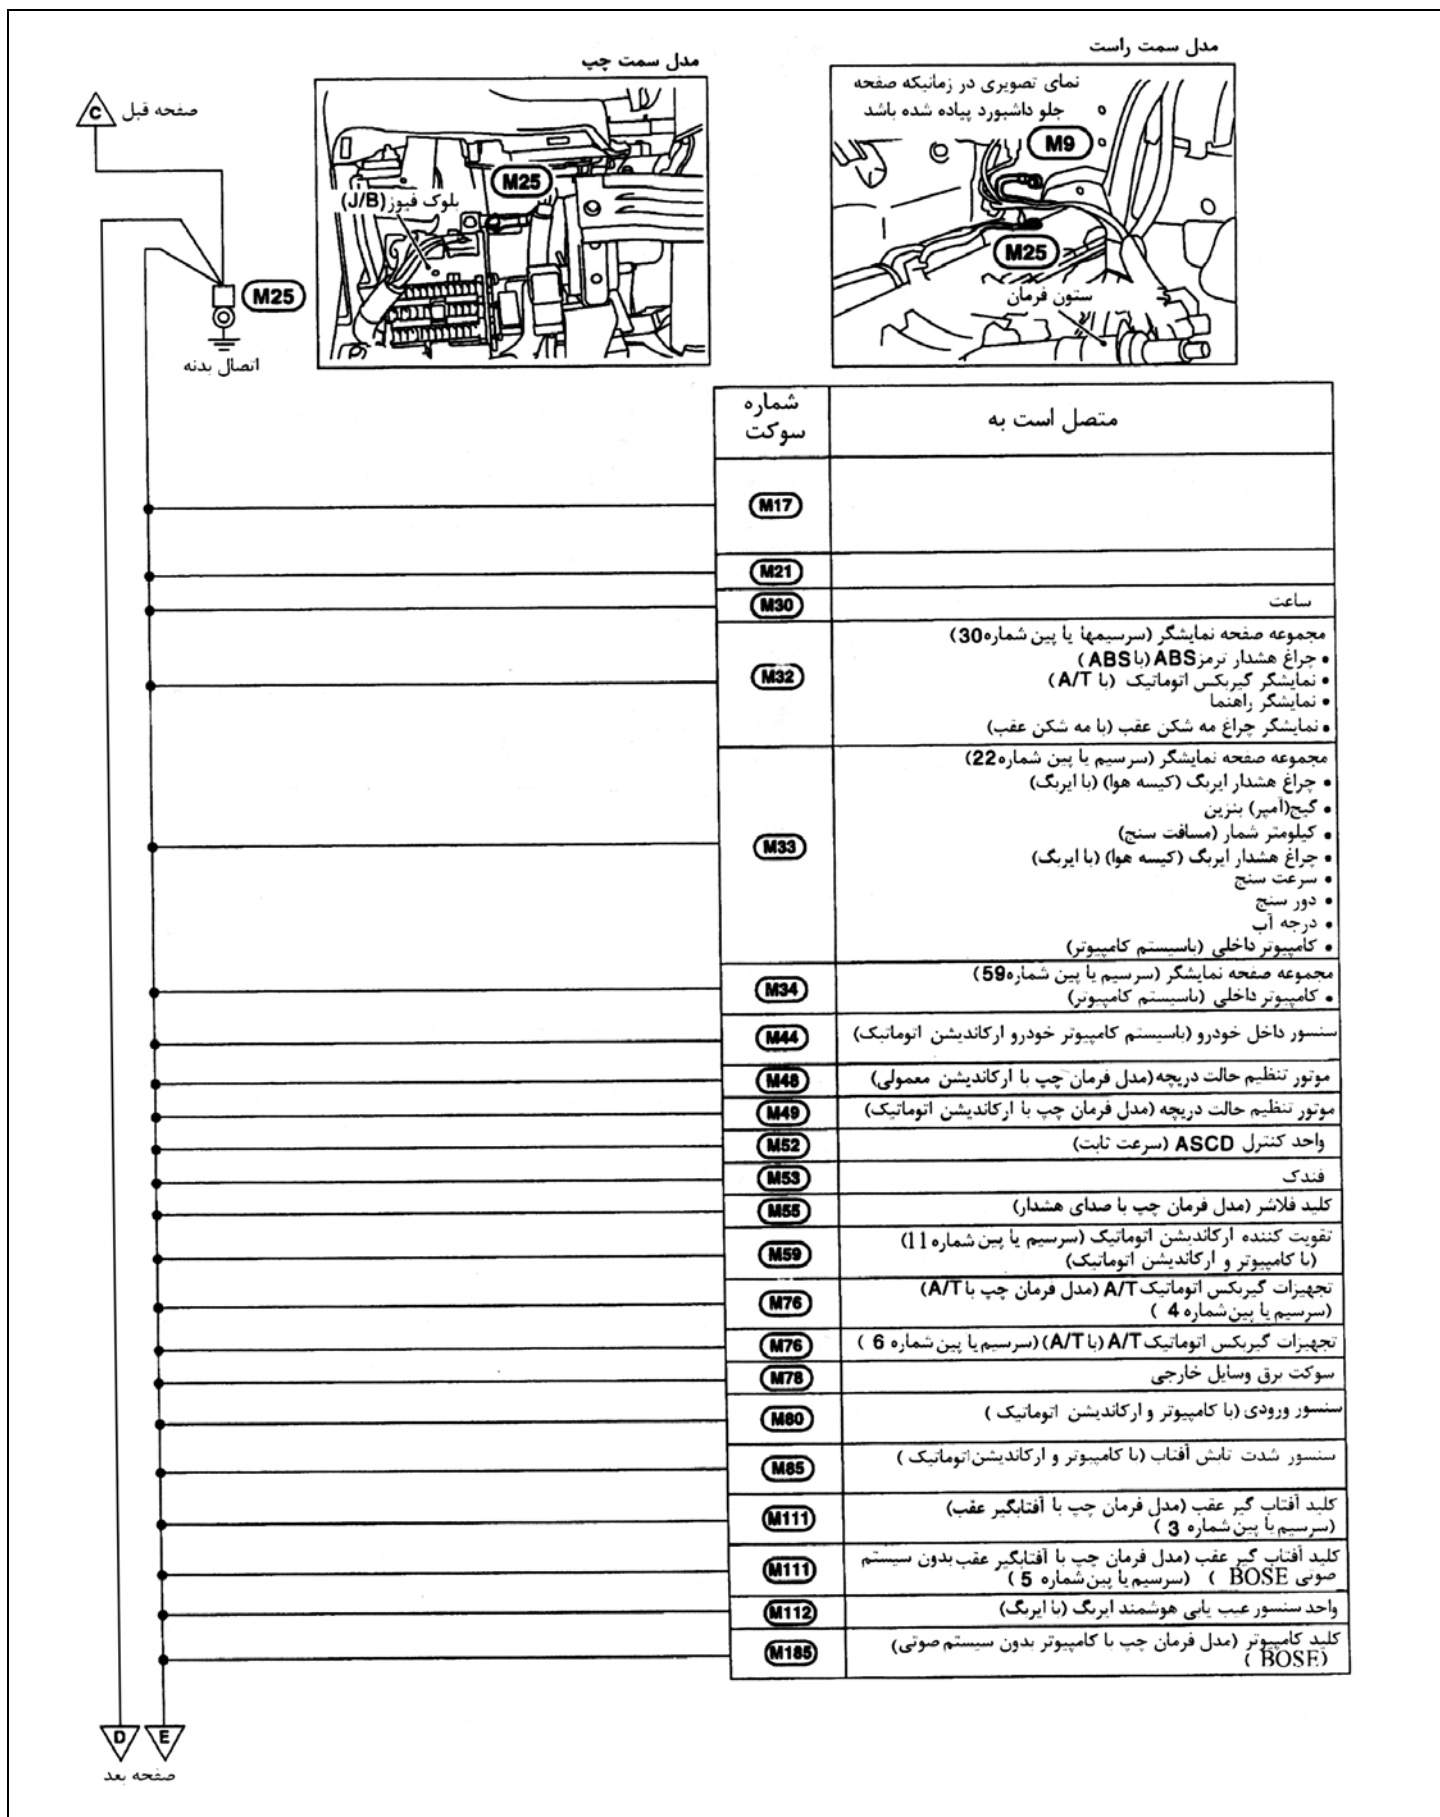 مدل سمت راست
مدل سمت چپ
نمای تصویری در زمانیکه صفحه
جلو داشبورد پیاده شده باشد
M9
M25
ستون فرمان
M25
بلوک فیوز(J/B)
C
صفحه قبل
M25
اتصال بدنه
شماره سوکت
متصل است به
M17
M21
M30
ساعت
M32
مجموعه صفحه نمایشگر (سرسیمها یا پین شماره30)
• چراغ هشدار ترمزABS (باABS)
• نمایشگر گیربکس اتوماتیک (با A/T)
• نمایشگر راهنما
• نمایشگر چراغ مه شکن عقب (با مه شکن عقب)
M33
مجموعه صفحه نمایشگر (سرسیم یا پین شماره22)
• چراغ هشدار ایربگ (کیسه هوا) (با ایربگ)
• گیج(آمپر) بنزین
• کیلومتر شمار (مسافت سنج)
• چراغ هشدار ایربگ (کیسه هوا) (با ایربگ)
• سرعت سنج
• دور سنج
• درجه آب
• کامپیوتر داخلی (باسیستم کامپیوتر)
M34
مجموعه صفحه نمایشگر (سرسیم یا پین شماره59)
• کامپیوتر داخلی (باسیستم کامپیوتر)
M44
سنسور داخل خودرو (باسیستم کامپیوتر خودرو ارکاندیشن اتوماتیک)
M48
موتور تنظیم حالت دریچه(مدل فرمان چپ با ارکاندیشن معمولی)
M49
موتور تنظیم حالت دریچه (مدل فرمان چپ با ارکاندیشن اتوماتیک)
M52
واحد کنترل ASCD (سرعت ثابت)
M53
فندک
M55
کلید فلاشر (مدل فرمان چپ با صدای هشدار)
M59
تقویت کننده ارکاندیشن اتوماتیک (سرسیم یا پین شماره11)
(با کامپیوتر و ارکاندیشن اتوماتیک)
M76
تجهیزات گیربکس اتوماتیکA/T (مدل فرمان چپ باA/T)
(سرسیم یا پین‌شماره 4 )
M76
تجهیزات گیربکس اتوماتیکA/T (باA/T) (سرسیم‌یا پین‌شماره 6 )
M78
سوکت برق وسایل خارجی
M80
سنسور ورودی (با کامپیوتر و ارکاندیشن اتوماتیک )
M85
سنسور شدت تابش آفتاب (با کامپیوتر و ارکاندیشن‌اتوماتیک )
M111
کلید آفتاب گیر عقب (مدل فرمان چپ با آفتابگیر عقب)
(سرسیم‌یا پین‌شماره 3 )
M111
کلید آفتاب گیر عقب (مدل فرمان چپ با آفتابگیر عقب‌بدون سیستم
صوتی BOSE ) (سرسیم‌یا پین‌شماره 5 )
M112
واحد سنسور عیب یابی هوشمند ایربگ (با ایربگ)
M185
کلید کامپیوتر (مدل فرمان چپ با کامپیوتر بدون سیستم‌صوتی)
(BOSE )
D
E
صفحه بعد